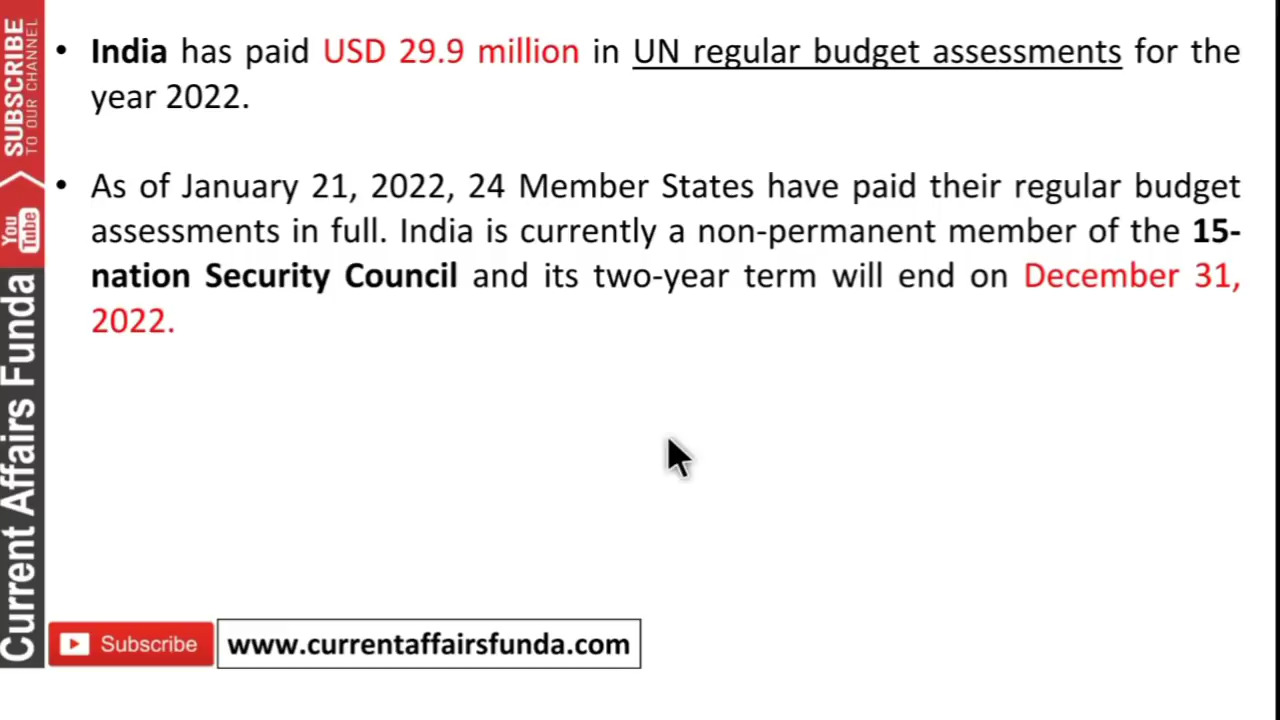 • India has paid USD 29.9 million in UN regular budget assessments for the
year 2022.
• As of January 21, 2022, 24 Member States have paid their regular budget
assessments in full. India is currently a non-permanent member of the 15-
nation Security Council and its two-year term will end on December 31,
2022.
SUBSCRIBE
TO OUR CHANNEL
You
Tube
Current Affairs Funda
Subscribe
www.currentaffairsfunda.com